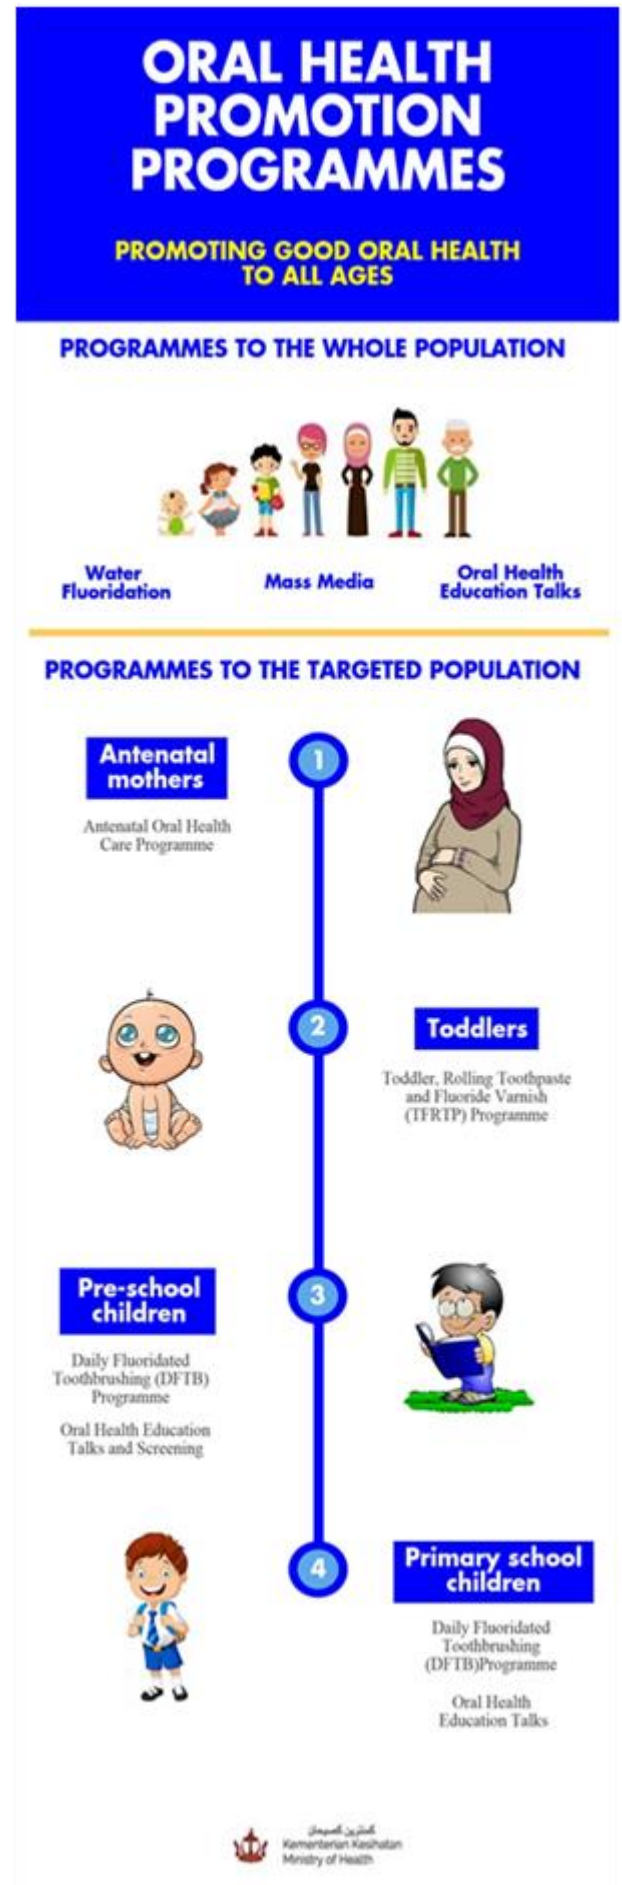 ORAL HEALTH
PROMOTION
PROGRAMMES
PROMOTING GOOD ORAL HEALTH
TO ALL AGES
PROGRAMMES TO THE WHOLE POPULATION
Water
Fluoridation
Mass Media
Oral Health
Education Talks
PROGRAMMES TO THE TARGETED POPULATION
Antenatal
mothers
1
Antenatal Oral Health
Care Programme
2
Toddlers
Toddler, Rolling Toothpaste
and Fluoride Varnish
(TFRTP) Programme
Pre-school
children
3
Daily Fluoridated
Toothbrushing (DFTB)
Programme
Oral Health Education
Talks and Screening
4
Primary school
children
Daily Fluoridated
Toothbrushing
(DFTB)Programme
Oral Health
Education Talks
كمنترين كصيحتن
Kementerian Kesihatan
Ministry of Health